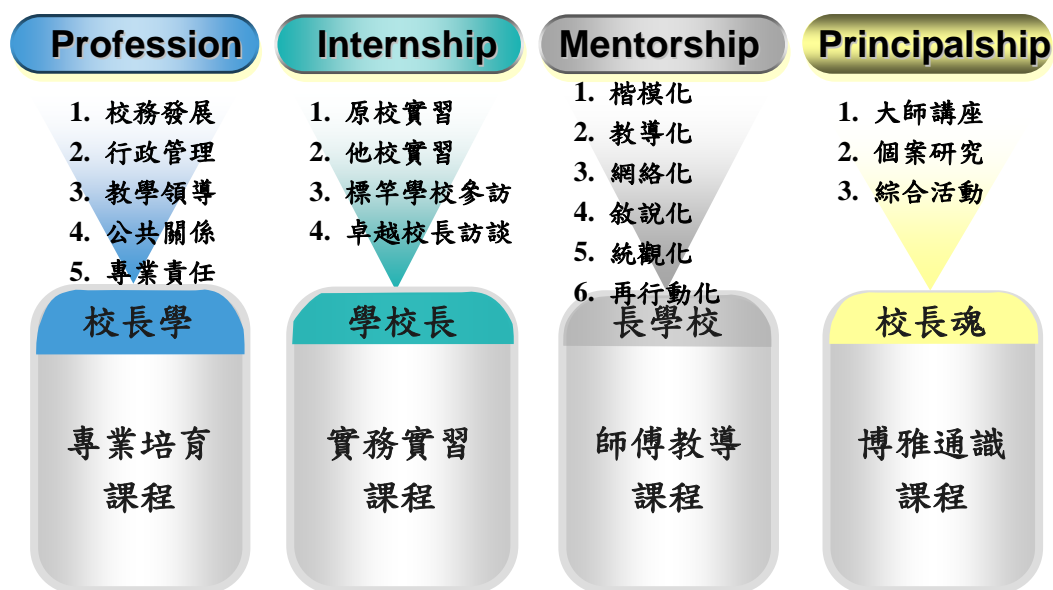 Profession
1. 校務發展
2. 行政管理
3. 教學領導
4. 公共關係
5. 專業責任
校長學
專業培育
課程
Internship
1. 原校實習
2. 他校實習
3. 標竿學校參訪
4. 卓越校長訪談
學校長
實務實習
課程
Mentorship
1. 楷模化
2. 教導化
3. 網絡化
4. 敘說化
5. 統觀化
6. 再行動化
長學校
師傅教導
課程
Principalship
1. 大師講座
2. 個案研究
3. 綜合活動
校長魂
博雅通識
課程